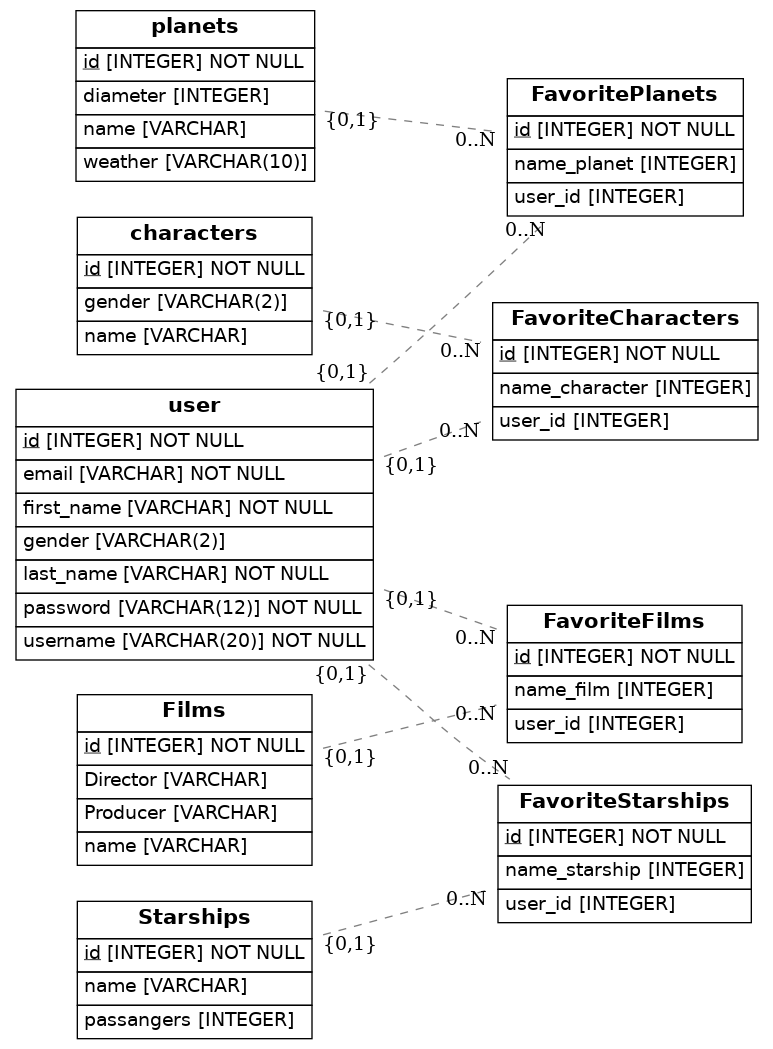 planets
id [INTEGER] NOT NULL
diameter [INTEGER]
name [VARCHAR]
weather [VARCHAR(10)]
{0,1}
0..N
FavoritePlanets
id [INTEGER] NOT NULL
name_planet [INTEGER]
user_id [INTEGER]
0..N
characters
id [INTEGER] NOT NULL
gender [VARCHAR(2)]
name [VARCHAR]
{0,1}
0..N
FavoriteCharacters
id [INTEGER] NOT NULL
name_character [INTEGER]
user_id [INTEGER]
0..N
{0,1}
user
id [INTEGER] NOT NULL
email [VARCHAR] NOT NULL
first_name [VARCHAR] NOT NULL
gender [VARCHAR(2)]
last_name [VARCHAR] NOT NULL
password [VARCHAR(12)] NOT NULL
username [VARCHAR(20)] NOT NULL
{0,1}
{0,1}
0..N
FavoriteFilms
id [INTEGER] NOT NULL
name_film [INTEGER]
user_id [INTEGER]
{0,1}
0..N
Films
id [INTEGER] NOT NULL
Director [VARCHAR]
Producer [VARCHAR]
name [VARCHAR]
{0,1}
0..N
FavoriteStarships
id [INTEGER] NOT NULL
name_starship [INTEGER]
user_id [INTEGER]
0..N
Starships
id [INTEGER] NOT NULL
name [VARCHAR]
passangers [INTEGER]
{0,1}